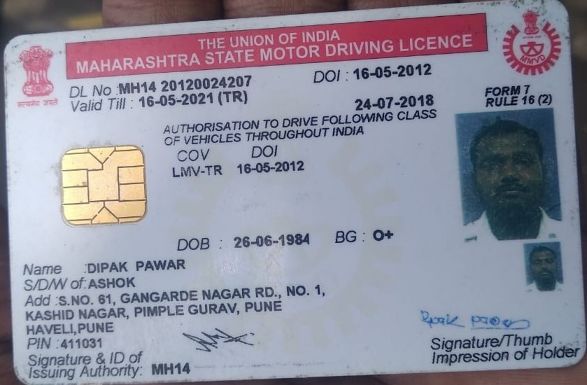 THE UNION OF INDIA
MAHARASHTRA STATE MOTOR DRIVING LICENCE
सत्यमेव जयते
MMVD
DL No : MH14 20120024207 DOI : 16-05-2012
Valid Till : 16-05-2021 (TR) 24-07-2018
FORM 7
RULE 16 (2)
AUTHORISATION TO DRIVE FOLLOWING CLASS
OF VEHICLES THROUGHOUT INDIA
COV DOI
LMV-TR 16-05-2012
DOB : 26-06-1984 BG : O+
Name : DIPAK PAWAR
S/D/W of : ASHOK
Add : S.NO. 61, GANGARDE NAGAR RD., NO. 1,
KASHID NAGAR, PIMPLE GURAV, PUNE
HAVELI,PUNE
PIN : 411031
Signature & ID of
Issuing Authority: MH14
Signature/Thumb
Impression of Holder